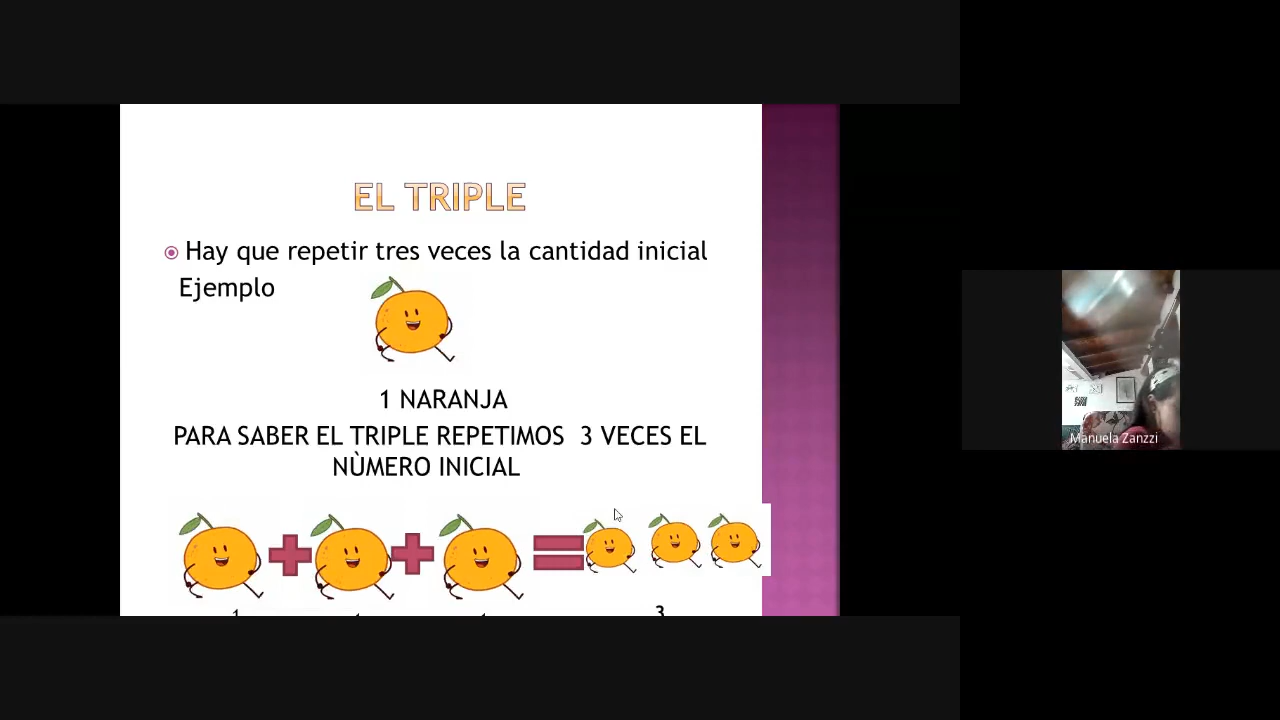 EL TRIPLE
Hay que repetir tres veces la cantidad inicial
Ejemplo
1 NARANJA
PARA SABER EL TRIPLE REPETIMOS 3 VECES EL
NÙMERO INICIAL
3
Manuela Zanzzi